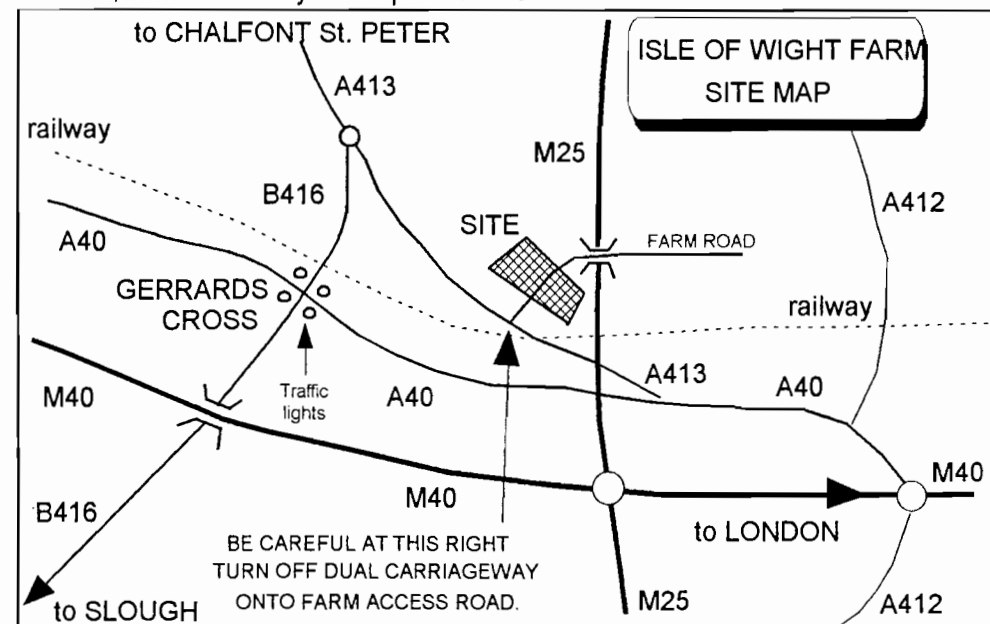 to CHALFONT St. PETER
ISLE OF WIGHT FARM
SITE MAP
A413
railway
M25
B416
A412
SITE
FARM ROAD
A40
GERRARDS
CROSS
railway
M40
Traffic
lights
A40
A413
A40
M40
M40
B416
to LONDON
BE CAREFUL AT THIS RIGHT
TURN OFF DUAL CARRIAGEWAY
ONTO FARM ACCESS ROAD.
to SLOUGH
M25
A412